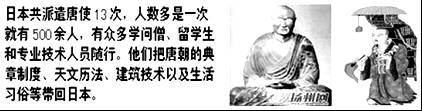 日本共派遣唐使13次，人数多是一次
就有500余人，有众多学问僧、留学生
和专业技术人员随行。他们把唐朝的典
章制度、天文历法、建筑技术以及生活
习俗等带回日本。